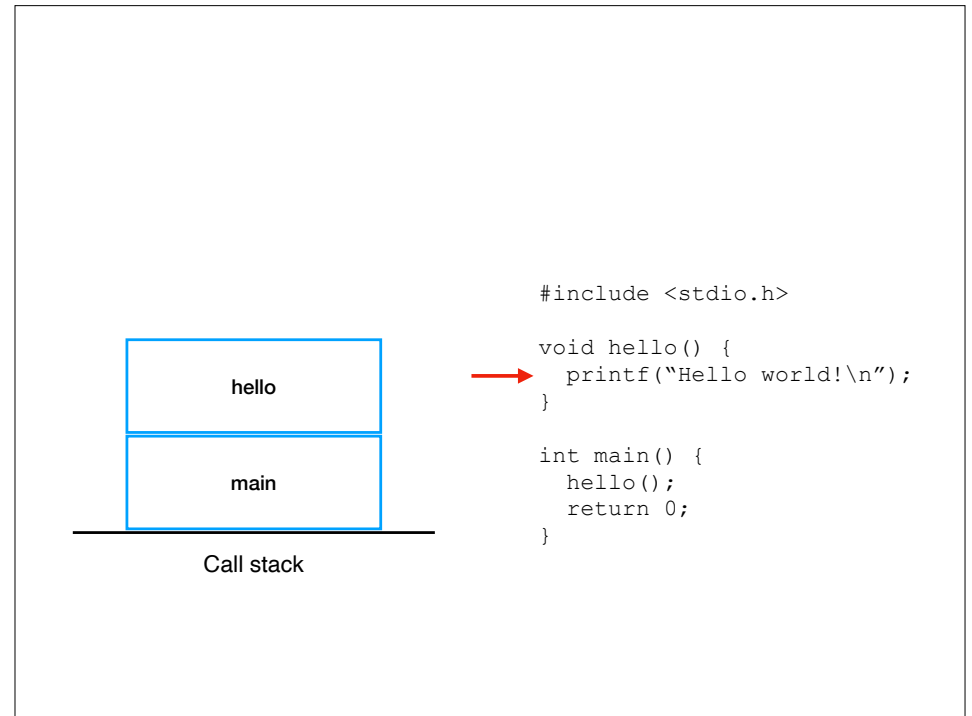 hello
main
Call stack
#include <stdio.h>
void hello() {
printf(“Hello world!\n”);
}
int main() {
hello();
return 0;
}